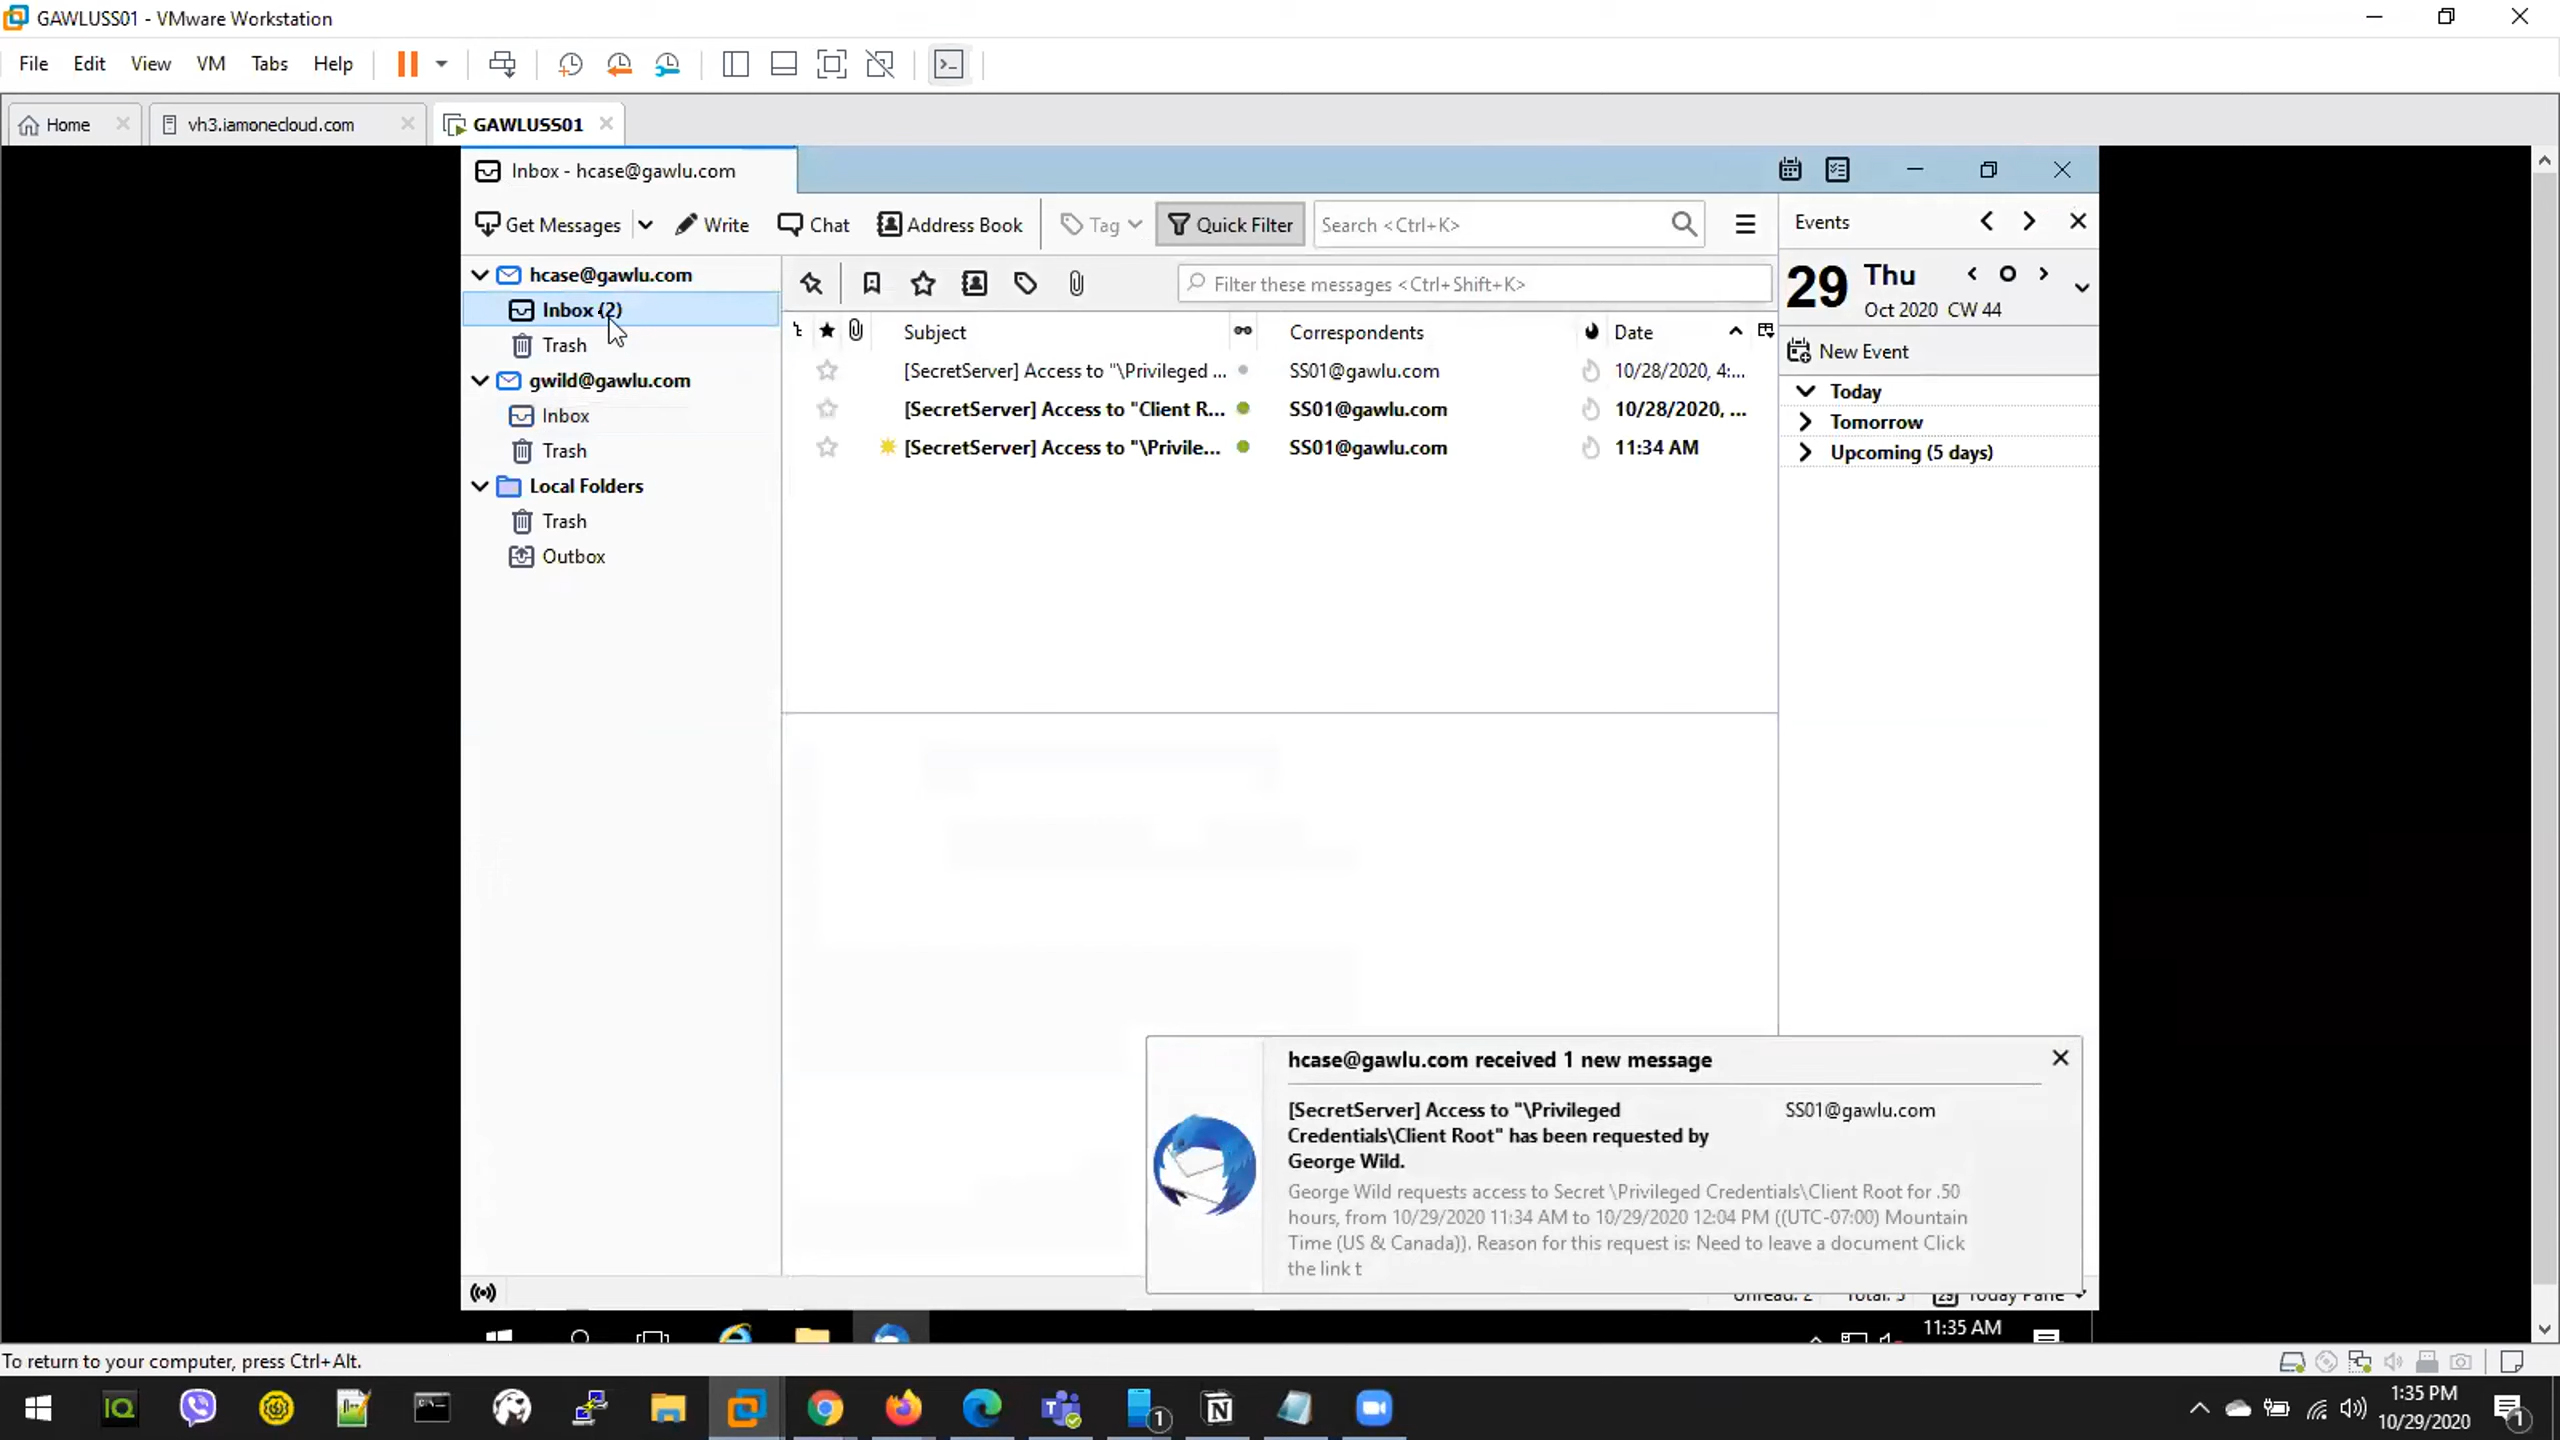 GAWLUSS01 - VMware Workstation
File Edit View VM Tabs Help
Home vh3.iamonecloud.com GAWLUSS01
Inbox - hcase@gawlu.com
Get Messages Write Chat Address Book Tag Quick Filter Search <Ctrl+K>
Events
hcase@gawlu.com
Inbox (2)
Trash
gwild@gawlu.com
Inbox
Trash
Local Folders
Trash
Outbox
Filter these messages <Ctrl+Shift+K>
Subject Correspondents Date
[SecretServer] Access to "\Privileged ... SS01@gawlu.com 10/28/2020, 4:...
[SecretServer] Access to "Client R... SS01@gawlu.com 10/28/2020, ...
[SecretServer] Access to "\Privile... SS01@gawlu.com 11:34 AM
29 Thu
Oct 2020 CW 44
New Event
Today
Tomorrow
Upcoming (5 days)
hcase@gawlu.com received 1 new message
[SecretServer] Access to "\Privileged SS01@gawlu.com
Credentials\Client Root" has been requested by
George Wild.
George Wild requests access to Secret \Privileged Credentials\Client Root for .50
hours, from 10/29/2020 11:34 AM to 10/29/2020 12:04 PM ((UTC-07:00) Mountain
Time (US & Canada)). Reason for this request is: Need to leave a document Click
the link t
Unread: 2 Today Pane
11:35 AM
To return to your computer, press Ctrl+Alt.
IQ
1
1:35 PM
10/29/2020
1